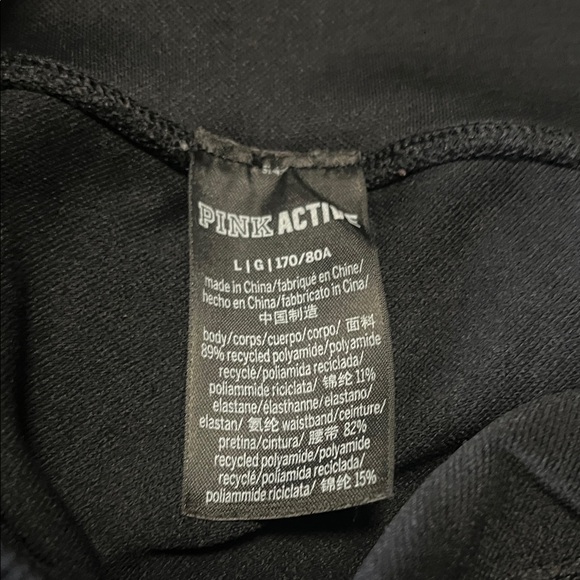 PINK ACTIVE
L | G | 170/80A
made in China/fabriqué en Chine/
hecho en China/fabbricato in Cina/
中国制造
body/corps/cuerpo/corpo/ 面料
89% recycled polyamide/polyamide
recyclé/poliamida reciclada/
poliammide riciclata/ 锦纶 11%
elastane/élasthanne/elastano/
elastan/ 氨纶 waistband/ceinture/
pretina/cintura/ 腰带 82%
recycled polyamide/polyamide
recyclé/poliamida reciclada/
poliammide riciclata/ 锦纶 15%